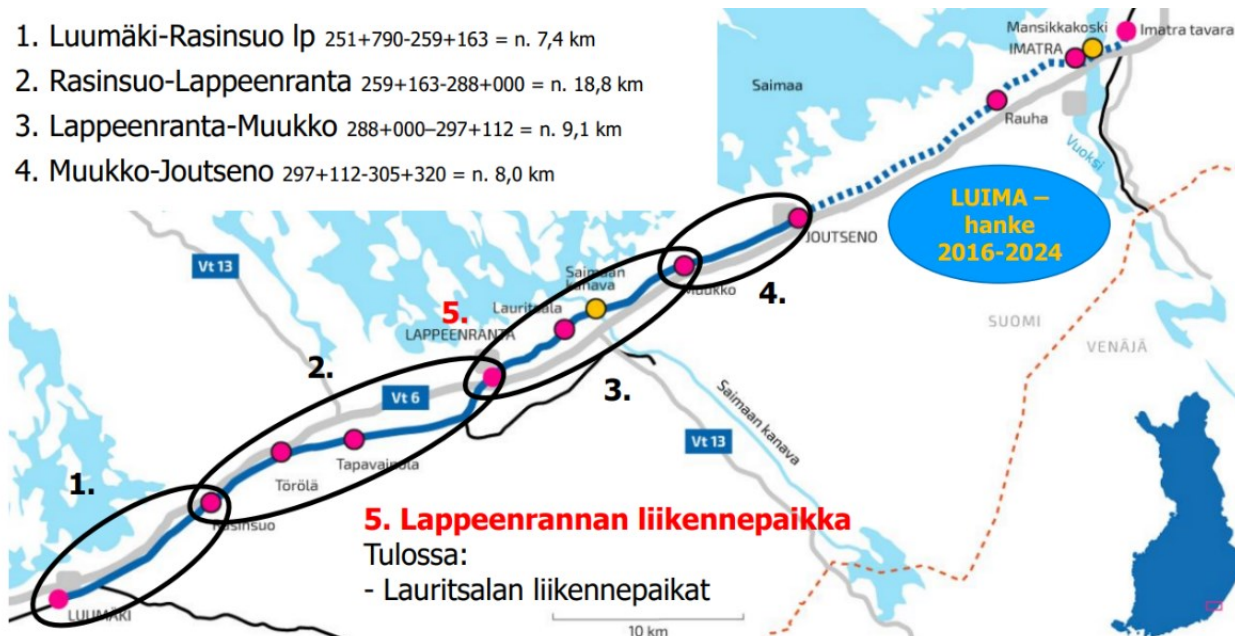 1. Luumäki-Rasinsuo lp 251+790-259+163 = n. 7,4 km
2. Rasinsuo-Lappeenranta 259+163-288+000 = n. 18,8 km
3. Lappeenranta-Muukko 288+000–297+112 = n. 9,1 km
4. Muukko-Joutseno 297+112-305+320 = n. 8,0 km
Mansikkakoski
Imatra tavara
IMATRA
Saimaa
Rauha
Vuoksi
LUIMA –
hanke
2016-2024
JOUTSENO
Vt 13
Saimaan
kanava
Muukko
4.
5.
Lauritsala
LAPPEENRANTA
SUOMI
VENÄJÄ
2.
Vt 6
3.
Saimaan kanava
Vt 13
Tapavainola
Törölä
1.
Rasinsuo
5. Lappeenrannan liikennepaikka
Tulossa:
- Lauritsalan liikennepaikat
LUUMÄKI
10 km